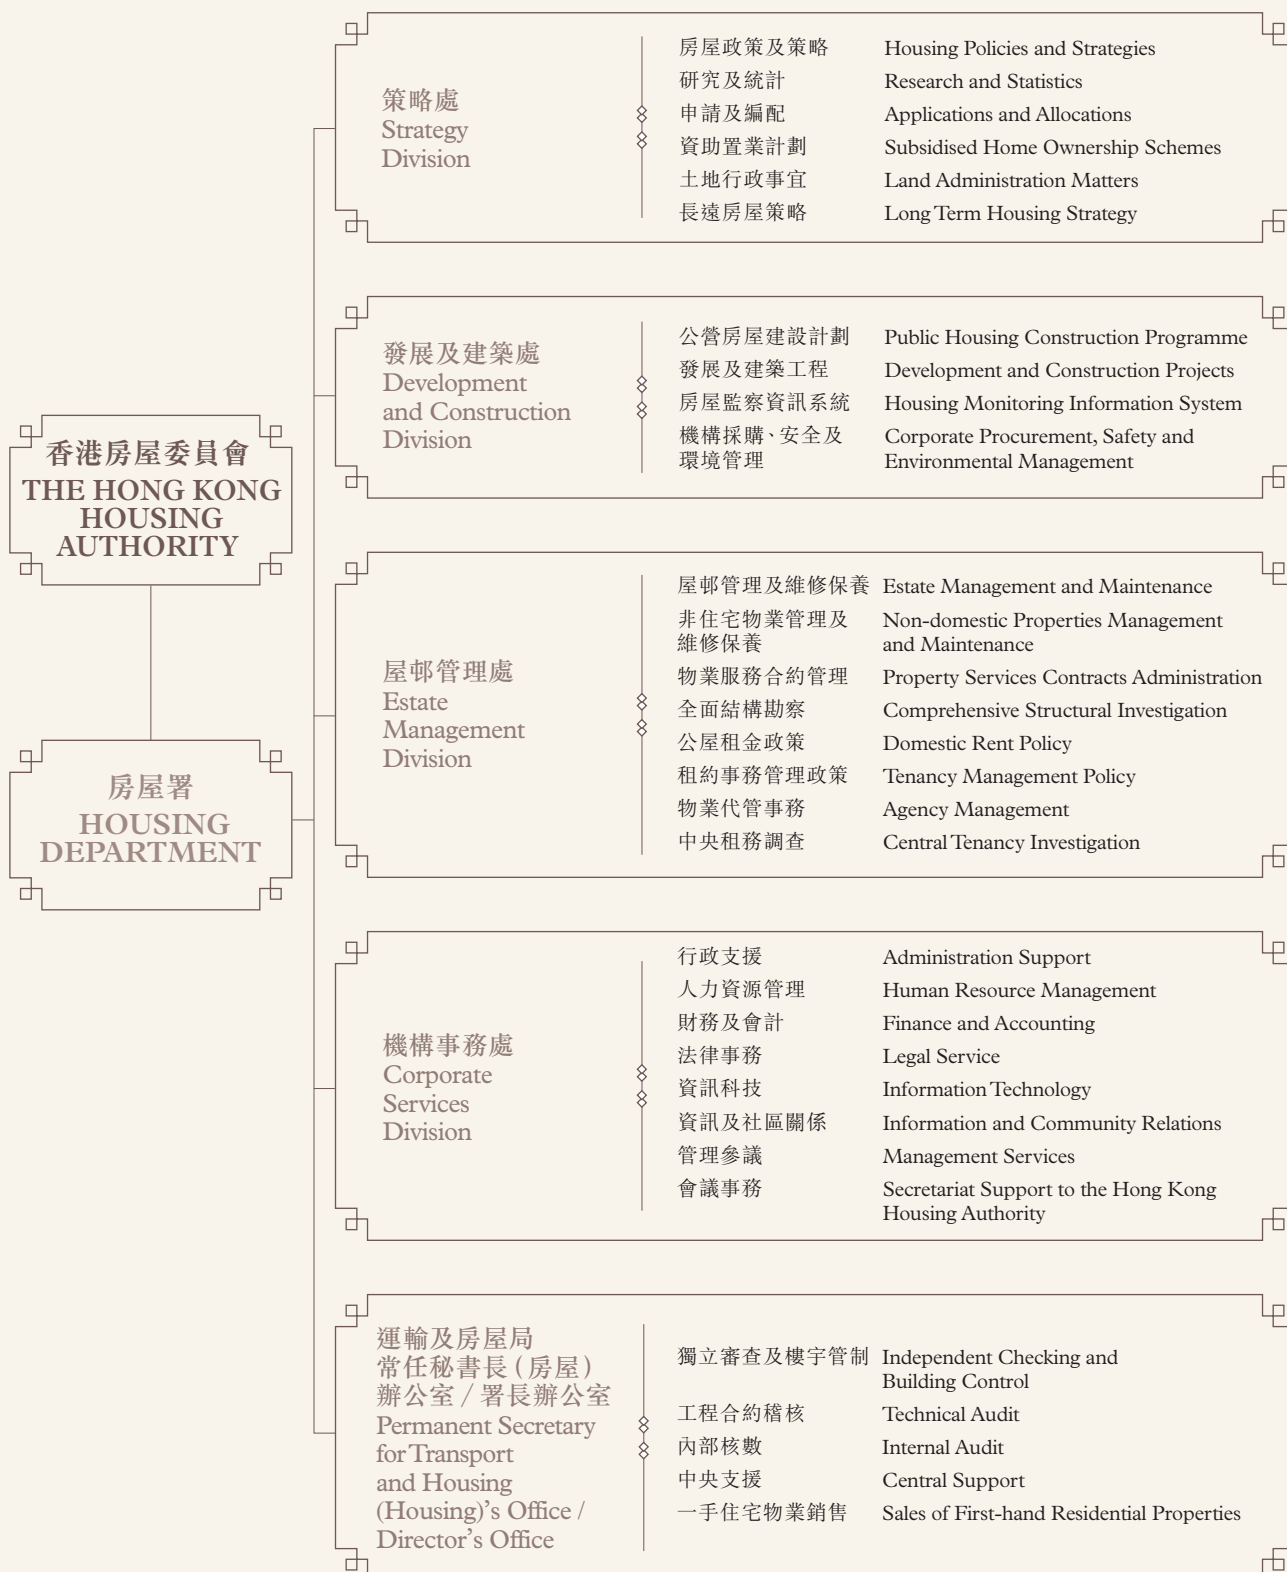 香港房屋委員會
THE HONG KONG
HOUSING
AUTHORITY
房屋署
HOUSING
DEPARTMENT
策略處
Strategy
Division
房屋政策及策略 Housing Policies and Strategies
研究及統計 Research and Statistics
申請及編配 Applications and Allocations
資助置業計劃 Subsidised Home Ownership Schemes
土地行政事宜 Land Administration Matters
長遠房屋策略 Long Term Housing Strategy
發展及建築處
Development
and Construction
Division
公營房屋建設計劃 Public Housing Construction Programme
發展及建築工程 Development and Construction Projects
房屋監察資訊系統 Housing Monitoring Information System
機構採購、安全及 Corporate Procurement, Safety and
環境管理 Environmental Management
屋邨管理處
Estate
Management
Division
屋邨管理及維修保養 Estate Management and Maintenance
非住宅物業管理及 Non-domestic Properties Management
維修保養 and Maintenance
物業服務合約管理 Property Services Contracts Administration
全面結構勘察 Comprehensive Structural Investigation
公屋租金政策 Domestic Rent Policy
租約事務管理政策 Tenancy Management Policy
物業代管事務 Agency Management
中央租務調查 Central Tenancy Investigation
機構事務處
Corporate
Services
Division
行政支援 Administration Support
人力資源管理 Human Resource Management
財務及會計 Finance and Accounting
法律事務 Legal Service
資訊科技 Information Technology
資訊及社區關係 Information and Community Relations
管理參議 Management Services
會議事務 Secretariat Support to the Hong Kong
Housing Authority
運輸及房屋局
常任秘書長（房屋）
辦公室 / 署長辦公室
Permanent Secretary
for Transport
and Housing
(Housing)’s Office /
Director’s Office
獨立審查及樓宇管制 Independent Checking and
Building Control
工程合約稽核 Technical Audit
內部核數 Internal Audit
中央支援 Central Support
一手住宅物業銷售 Sales of First-hand Residential Properties